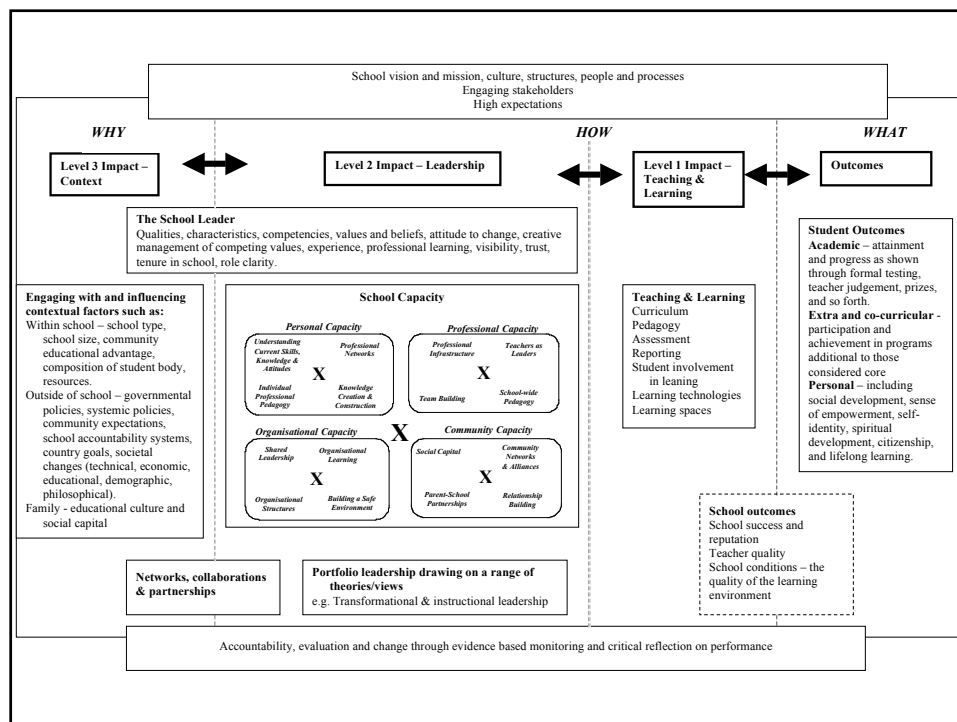 School vision and mission, culture, structures, people and processes
Engaging stakeholders
High expectations
WHY
HOW
WHAT
Level 3 Impact –
Context
Level 2 Impact – Leadership
Level 1 Impact –
Teaching &
Learning
Outcomes
The School Leader
Qualities, characteristics, competencies, values and beliefs, attitude to change, creative
management of competing values, experience, professional learning, visibility, trust,
tenure in school, role clarity.
Engaging with and influencing
contextual factors such as:
Within school – school type,
school size, community
educational advantage,
composition of student body,
resources.
Outside of school – governmental
policies, systemic policies,
community expectations,
school accountability systems,
country goals, societal
changes (technical, economic,
educational, demographic,
philosophical).
Family - educational culture and
social capital
School Capacity
Personal Capacity
Understanding
Current Skills,
Knowledge &
Attitudes
Professional
Networks
X
Individual
Professional
Pedagogy
Knowledge
Creation &
Construction
Professional Capacity
Professional
Infrastructure
Teachers as
Leaders
X
Team Building
School-wide
Pedagogy
X
Organisational Capacity
Shared
Leadership
Organisational
Learning
X
Organisational
Structures
Building a Safe
Environment
Community Capacity
Social Capital
Community
Networks
& Alliances
X
Parent-School
Partnerships
Relationship
Building
Teaching & Learning
Curriculum
Pedagogy
Assessment
Reporting
Student involvement
in leaning
Learning technologies
Learning spaces
Student Outcomes
Academic – attainment
and progress as shown
through formal testing,
teacher judgement, prizes,
and so forth.
Extra and co-curricular -
participation and
achievement in programs
additional to those
considered core
Personal – including
social development, sense
of empowerment, self-
identity, spiritual
development, citizenship,
and lifelong learning.
School outcomes
School success and
reputation
Teacher quality
School conditions – the
quality of the learning
environment
Networks, collaborations
& partnerships
Portfolio leadership drawing on a range of
theories/views
e.g. Transformational & instructional leadership
Accountability, evaluation and change through evidence based monitoring and critical reflection on performance